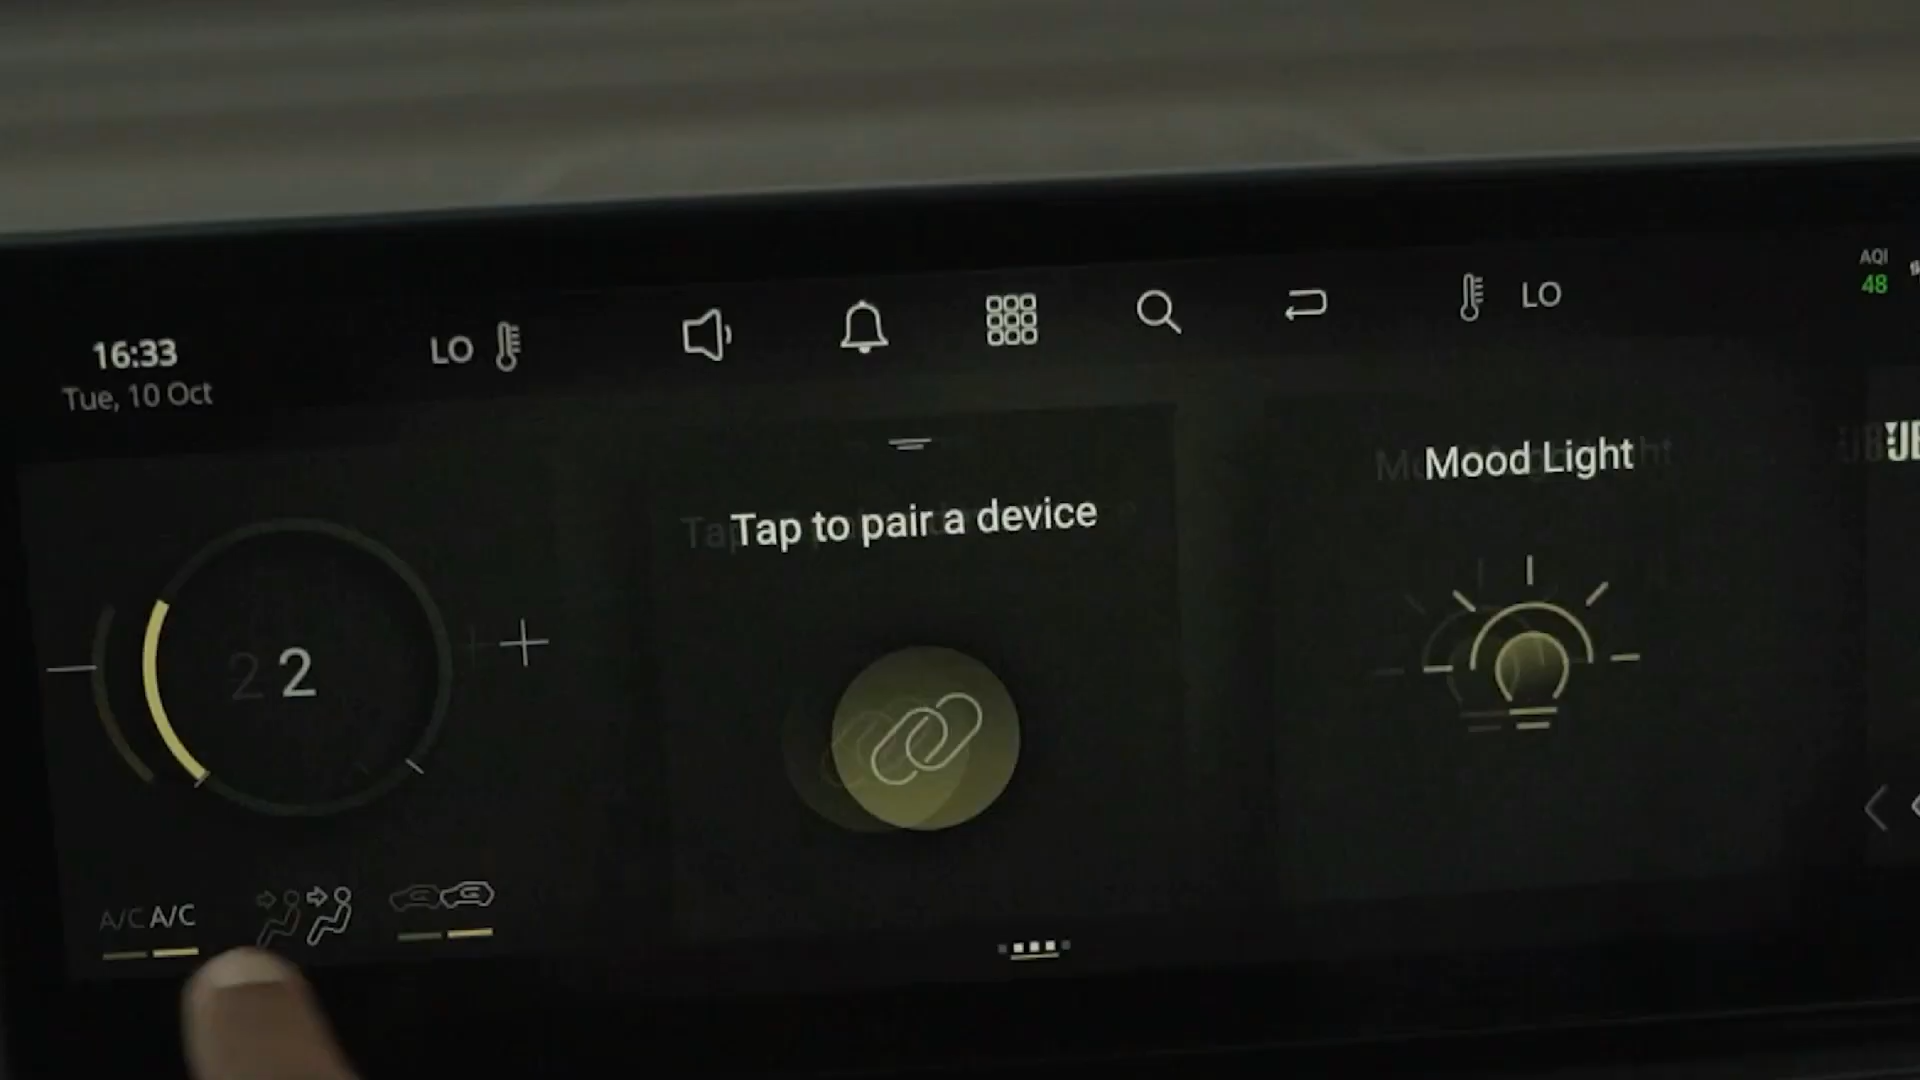 16:33
Tue, 10 Oct
LO
LO
AQI
48
Tap to pair a device
Mood Light
2
A/C